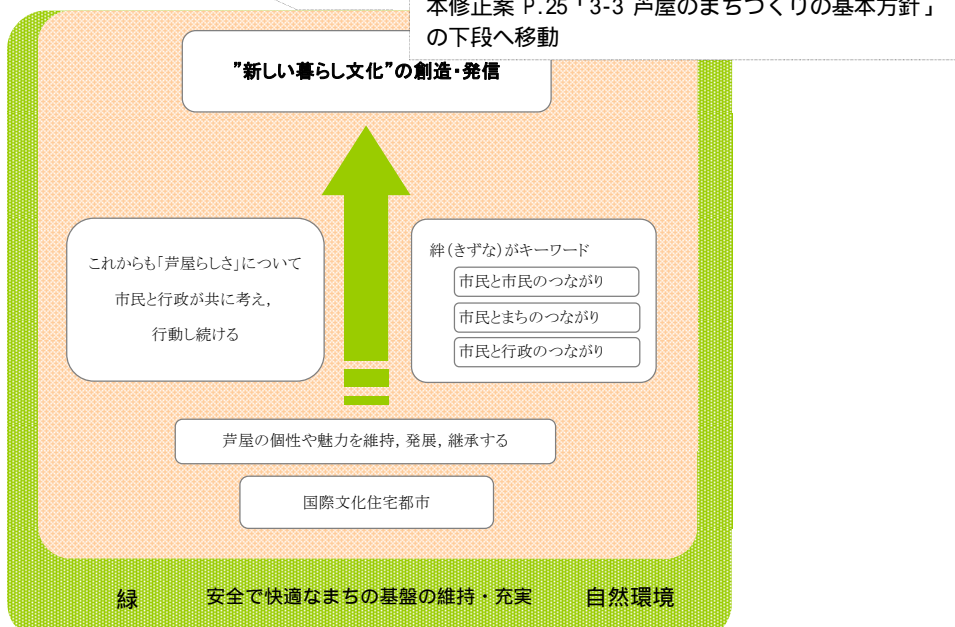 本修正案 P.25「3-3 芦屋のまちづくりの基本方針」
の下段へ移動
”新しい暮らし文化”の創造・発信
これからも「芦屋らしさ」について
市民と行政が共に考え,
行動し続ける
絆(きずな)がキーワード
市民と市民のつながり
市民とまちのつながり
市民と行政のつながり
芦屋の個性や魅力を維持, 発展, 継承する
国際文化住宅都市
緑 安全で快適なまちの基盤の維持・充実 自然環境